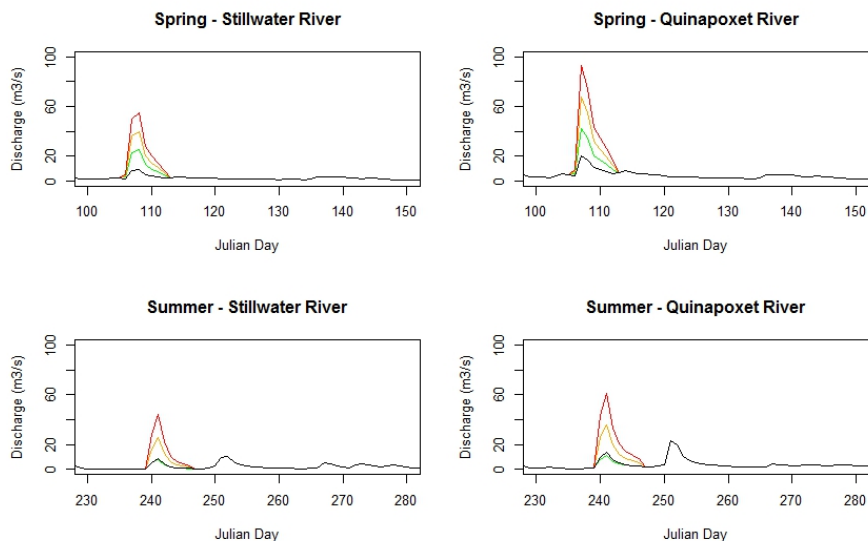 Spring - Stillwater River
Discharge (m3/s)
100
60
20
0
100 110 120 130 140 150
Julian Day
Spring - Quinapoxet River
Discharge (m3/s)
100
60
20
0
100 110 120 130 140 150
Julian Day
Summer - Stillwater River
Discharge (m3/s)
100
60
20
0
230 240 250 260 270 280
Julian Day
Summer - Quinapoxet River
Discharge (m3/s)
100
60
20
0
230 240 250 260 270 280
Julian Day